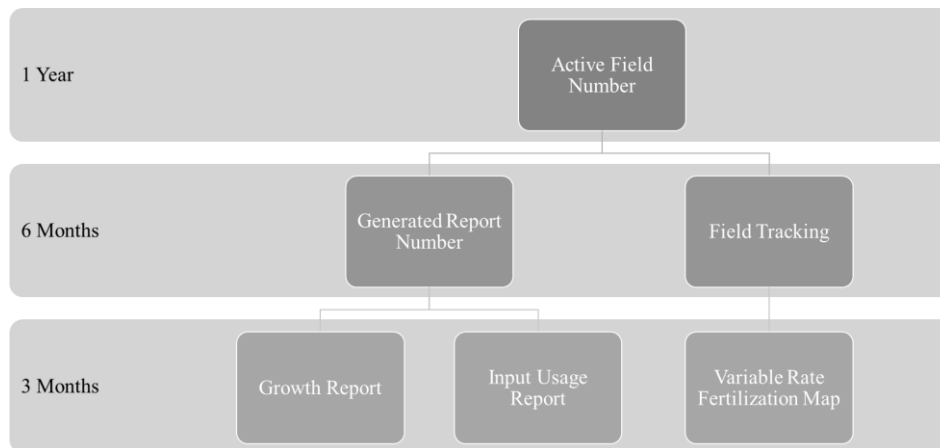 1 Year
Active Field
Number
6 Months
Generated Report
Number
Field Tracking
3 Months
Growth Report
Input Usage
Report
Variable Rate
Fertilization Map